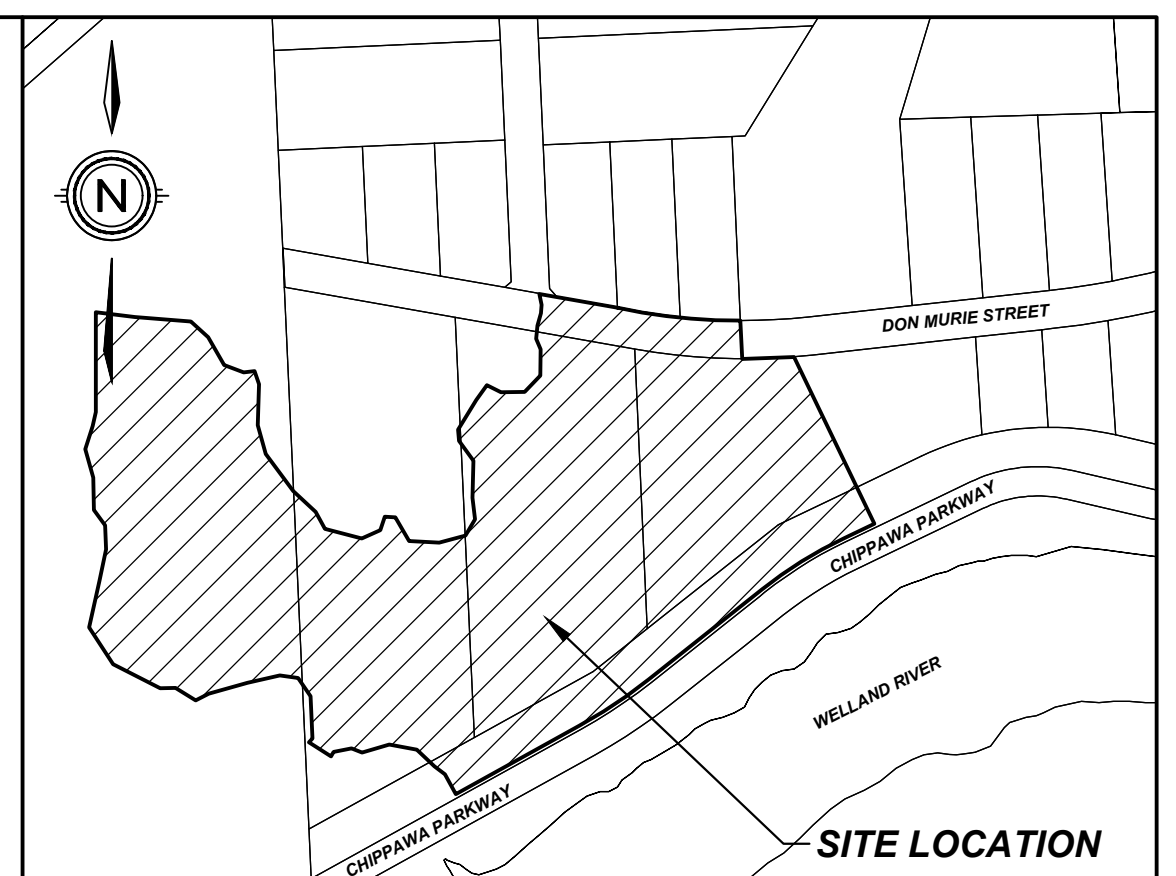 N
DON MURIE STREET
CHIPPAWA PARKWAY
WELLAND RIVER
CHIPPAWA PARKWAY
SITE LOCATION